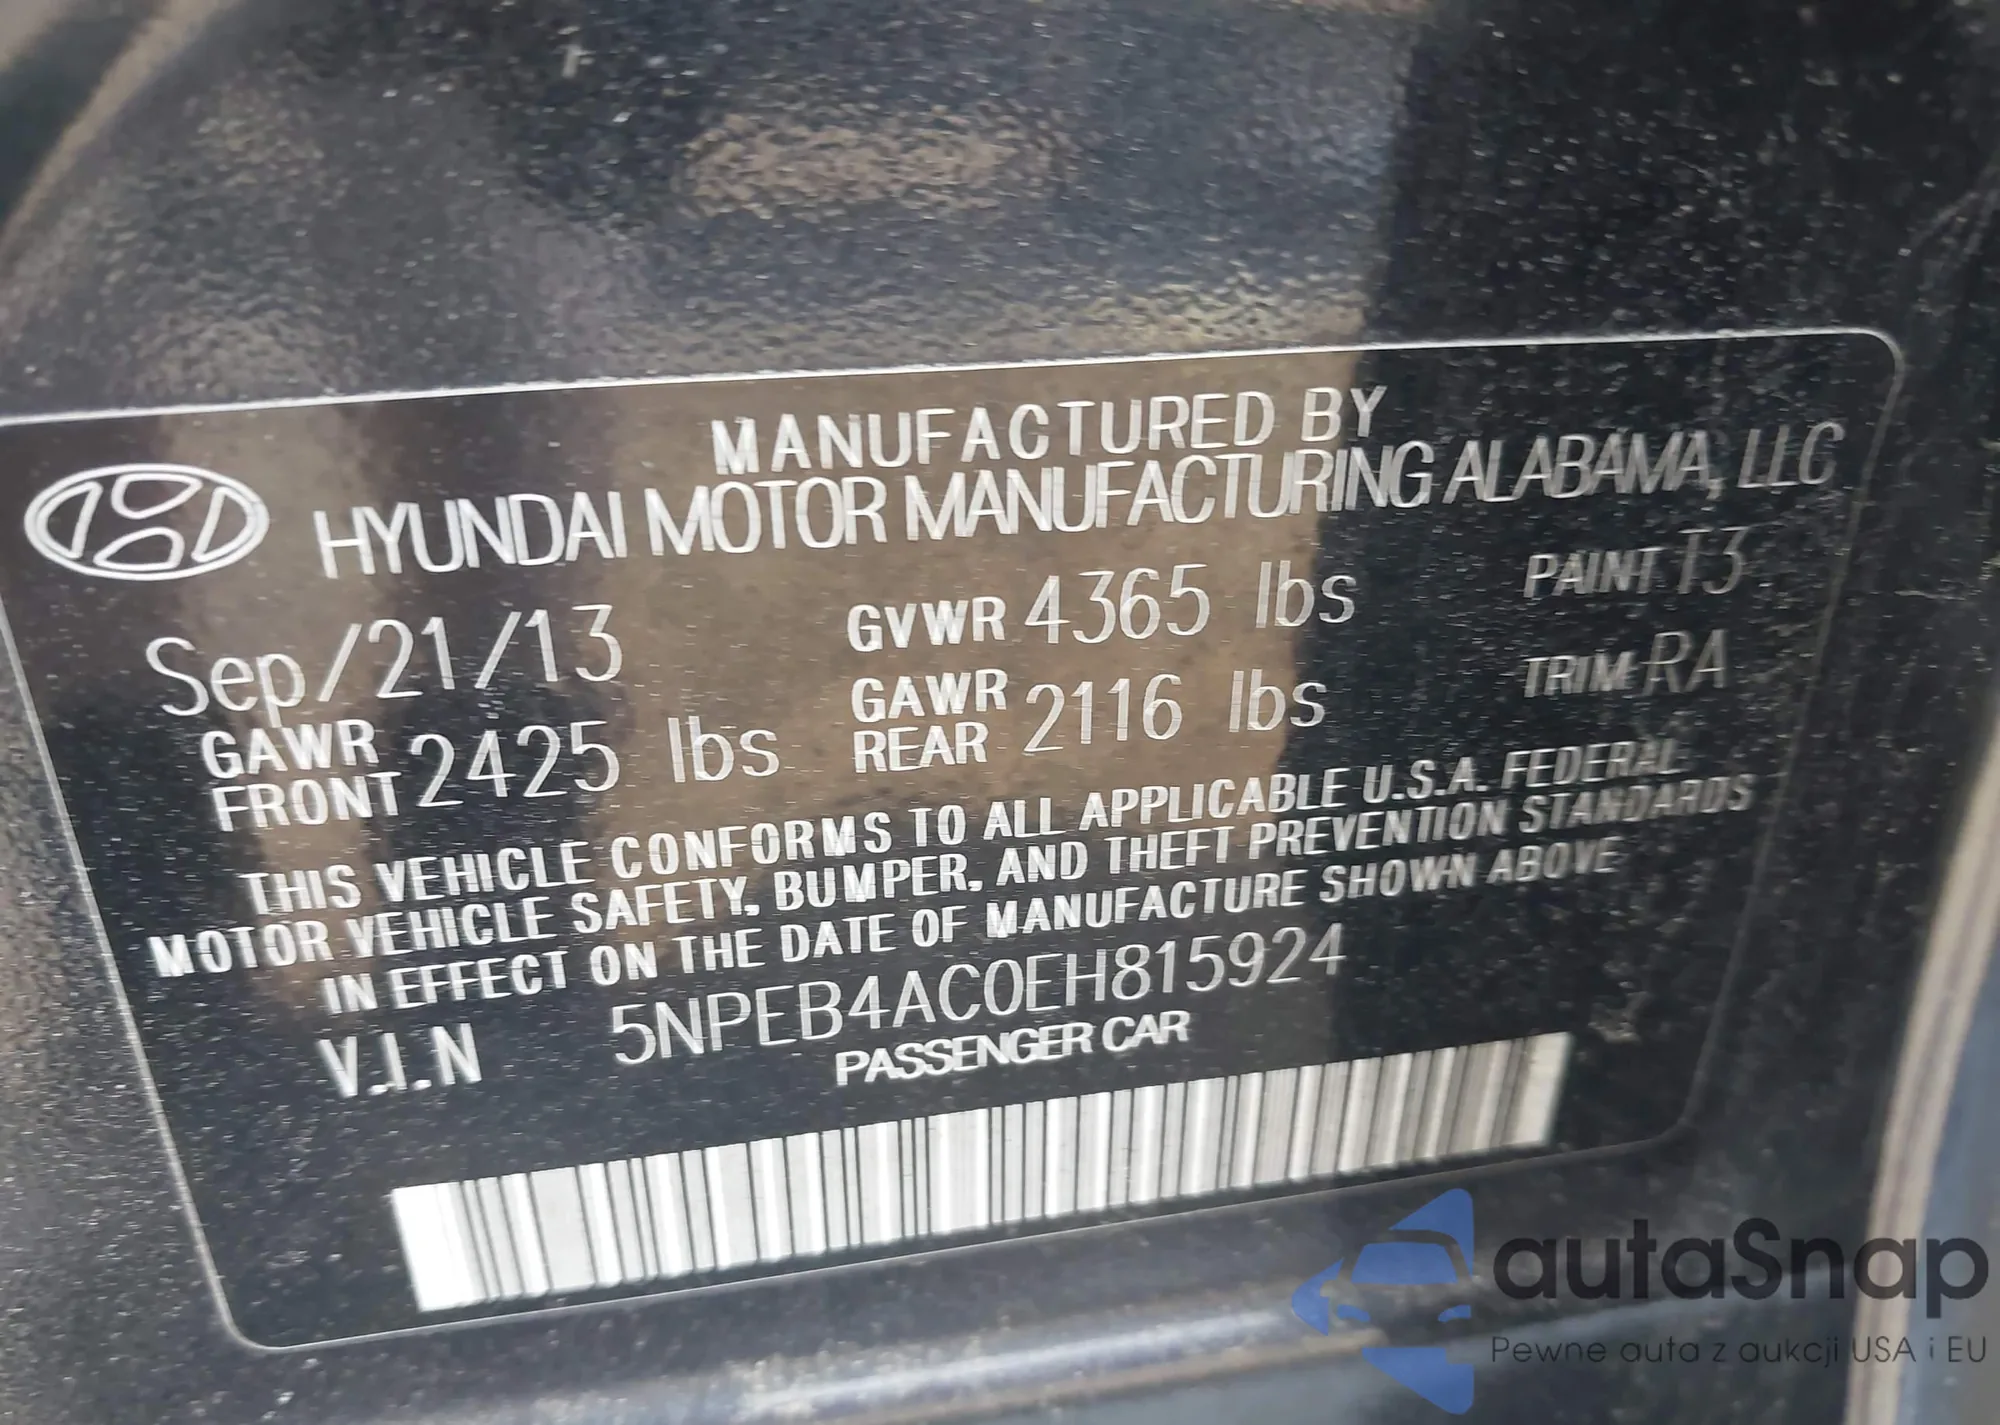 MANUFACTURED BY
HYUNDAI MOTOR MANUFACTURING ALABAMA, LLC
Sep/21/13 GVWR 4365 lbs PAINT T3
GAWR FRONT 2425 lbs GAWR REAR 2116 lbs TRIM RA
THIS VEHICLE CONFORMS TO ALL APPLICABLE U.S.A. FEDERAL
MOTOR VEHICLE SAFETY, BUMPER, AND THEFT PREVENTION STANDARDS
IN EFFECT ON THE DATE OF MANUFACTURE SHOWN ABOVE
V.I.N 5NPEB4AC0EH815924
PASSENGER CAR
autaSnap
Pewne auta z aukcji USA i EU